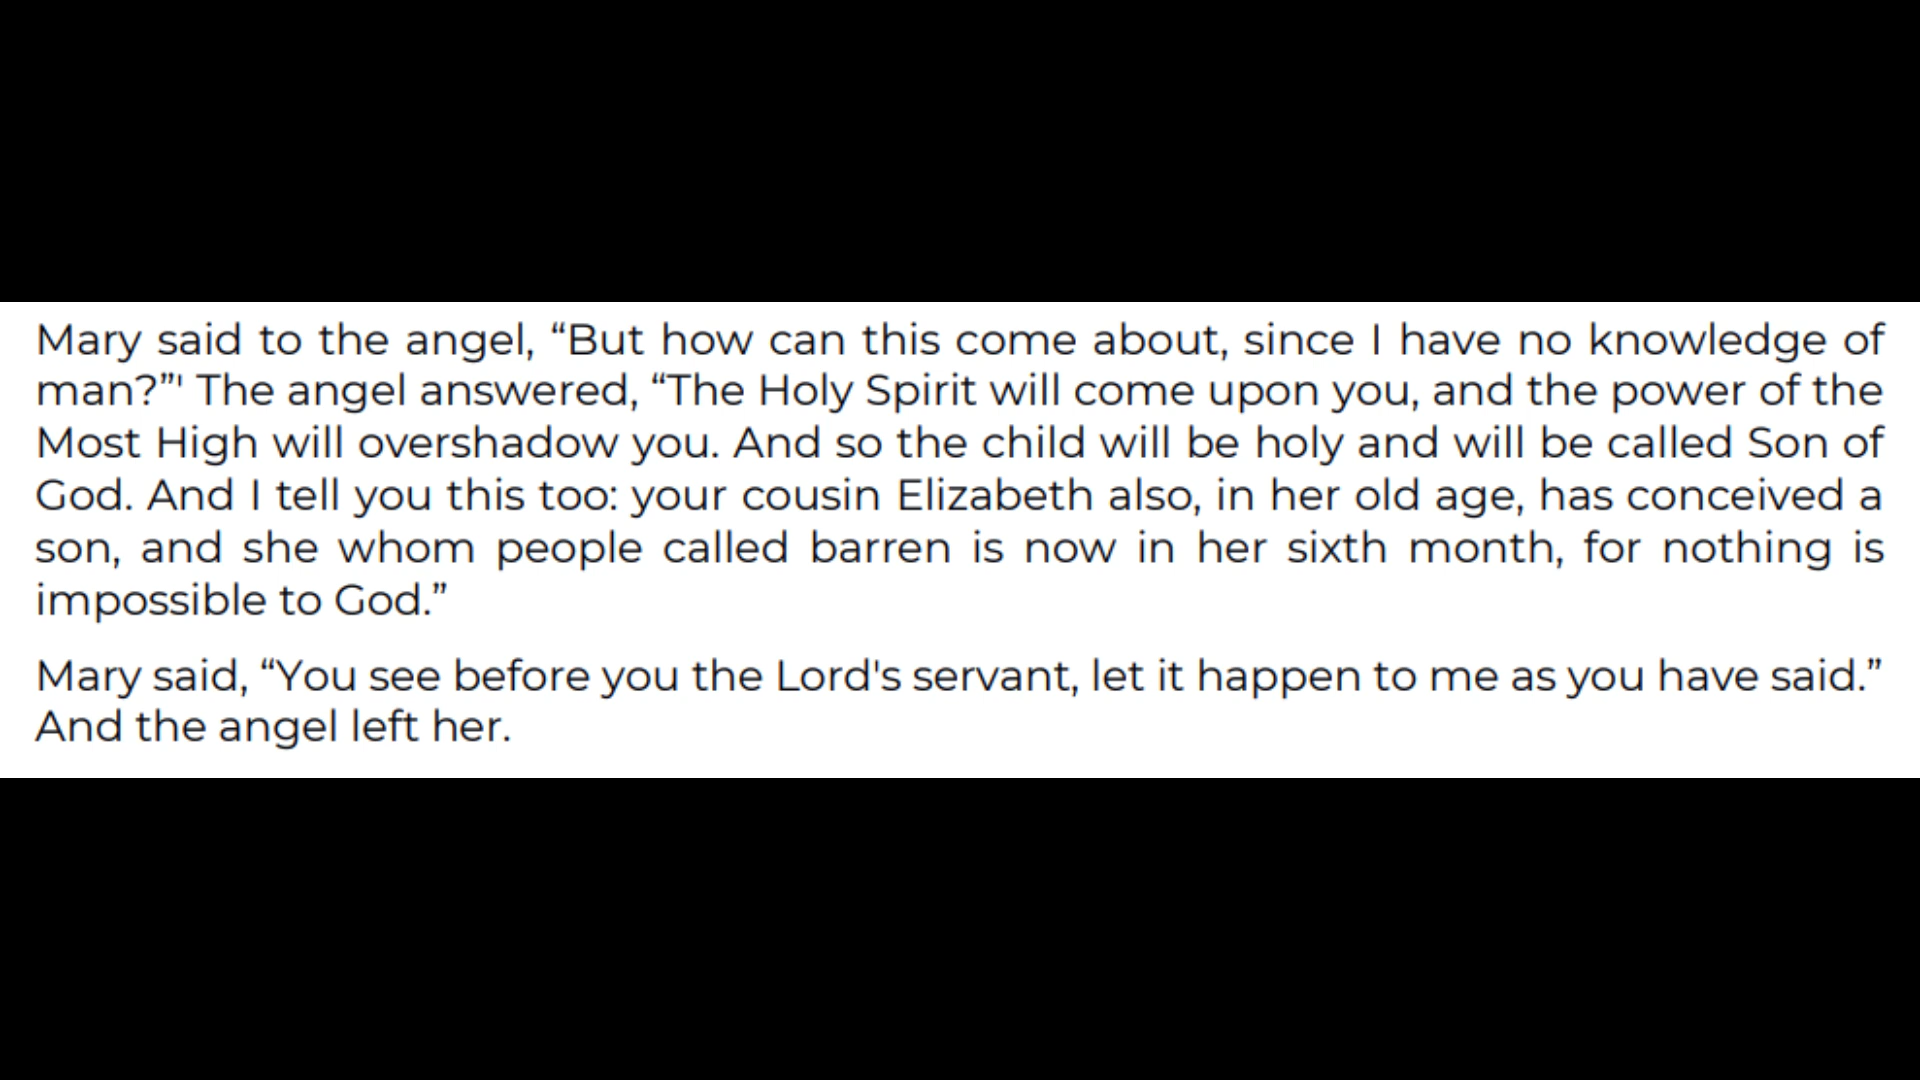 Mary said to the angel, “But how can this come about, since I have no knowledge of
man?”' The angel answered, “The Holy Spirit will come upon you, and the power of the
Most High will overshadow you. And so the child will be holy and will be called Son of
God. And I tell you this too: your cousin Elizabeth also, in her old age, has conceived a
son, and she whom people called barren is now in her sixth month, for nothing is
impossible to God.”
Mary said, “You see before you the Lord's servant, let it happen to me as you have said.”
And the angel left her.